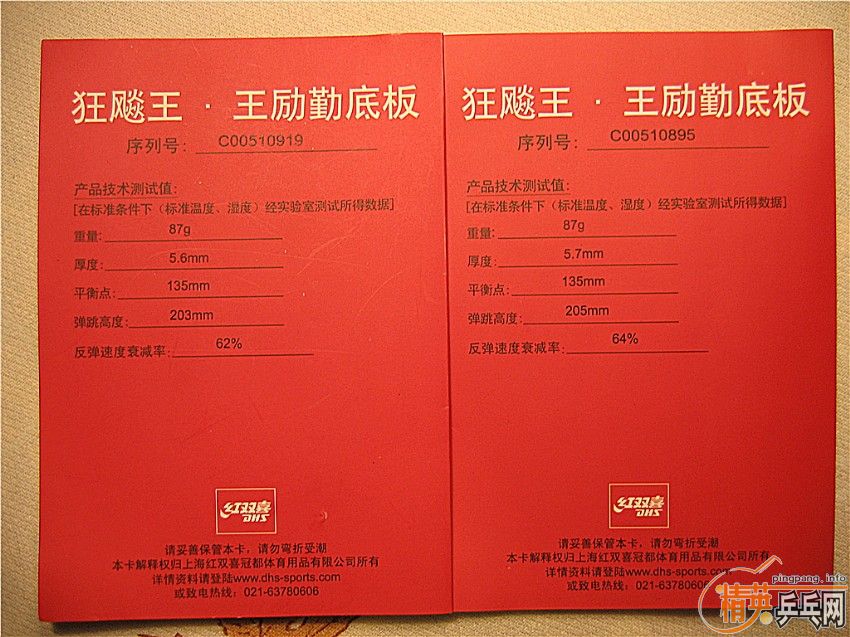 狂飚王 · 王励勤底板
序列号: C00510919
产品技术测试值:
[在标准条件下（标准温度、湿度）经实验室测试所得数据]
重量: 87g
厚度: 5.6mm
平衡点: 135mm
弹跳高度: 203mm
反弹速度衰减率: 62%
红双喜
DHS
请妥善保管本卡，请勿弯折受潮
本卡解释权归上海红双喜冠都体育用品有限公司所有
详情资料请登陆www.dhs-sports.com
或致电热线：021-63780606
狂飚王 · 王励勤底板
序列号: C00510895
产品技术测试值:
[在标准条件下（标准温度、湿度）经实验室测试所得数据]
重量: 87g
厚度: 5.7mm
平衡点: 135mm
弹跳高度: 205mm
反弹速度衰减率: 64%
红双喜
DHS
请妥善保管本卡，请勿弯折受潮
本卡解释权归上海红双喜冠都体育用品有限公司所有
详情资料请登陆www.dhs-sports.com
或致电热线：021-637806
pingpang.info
精英乒乓网